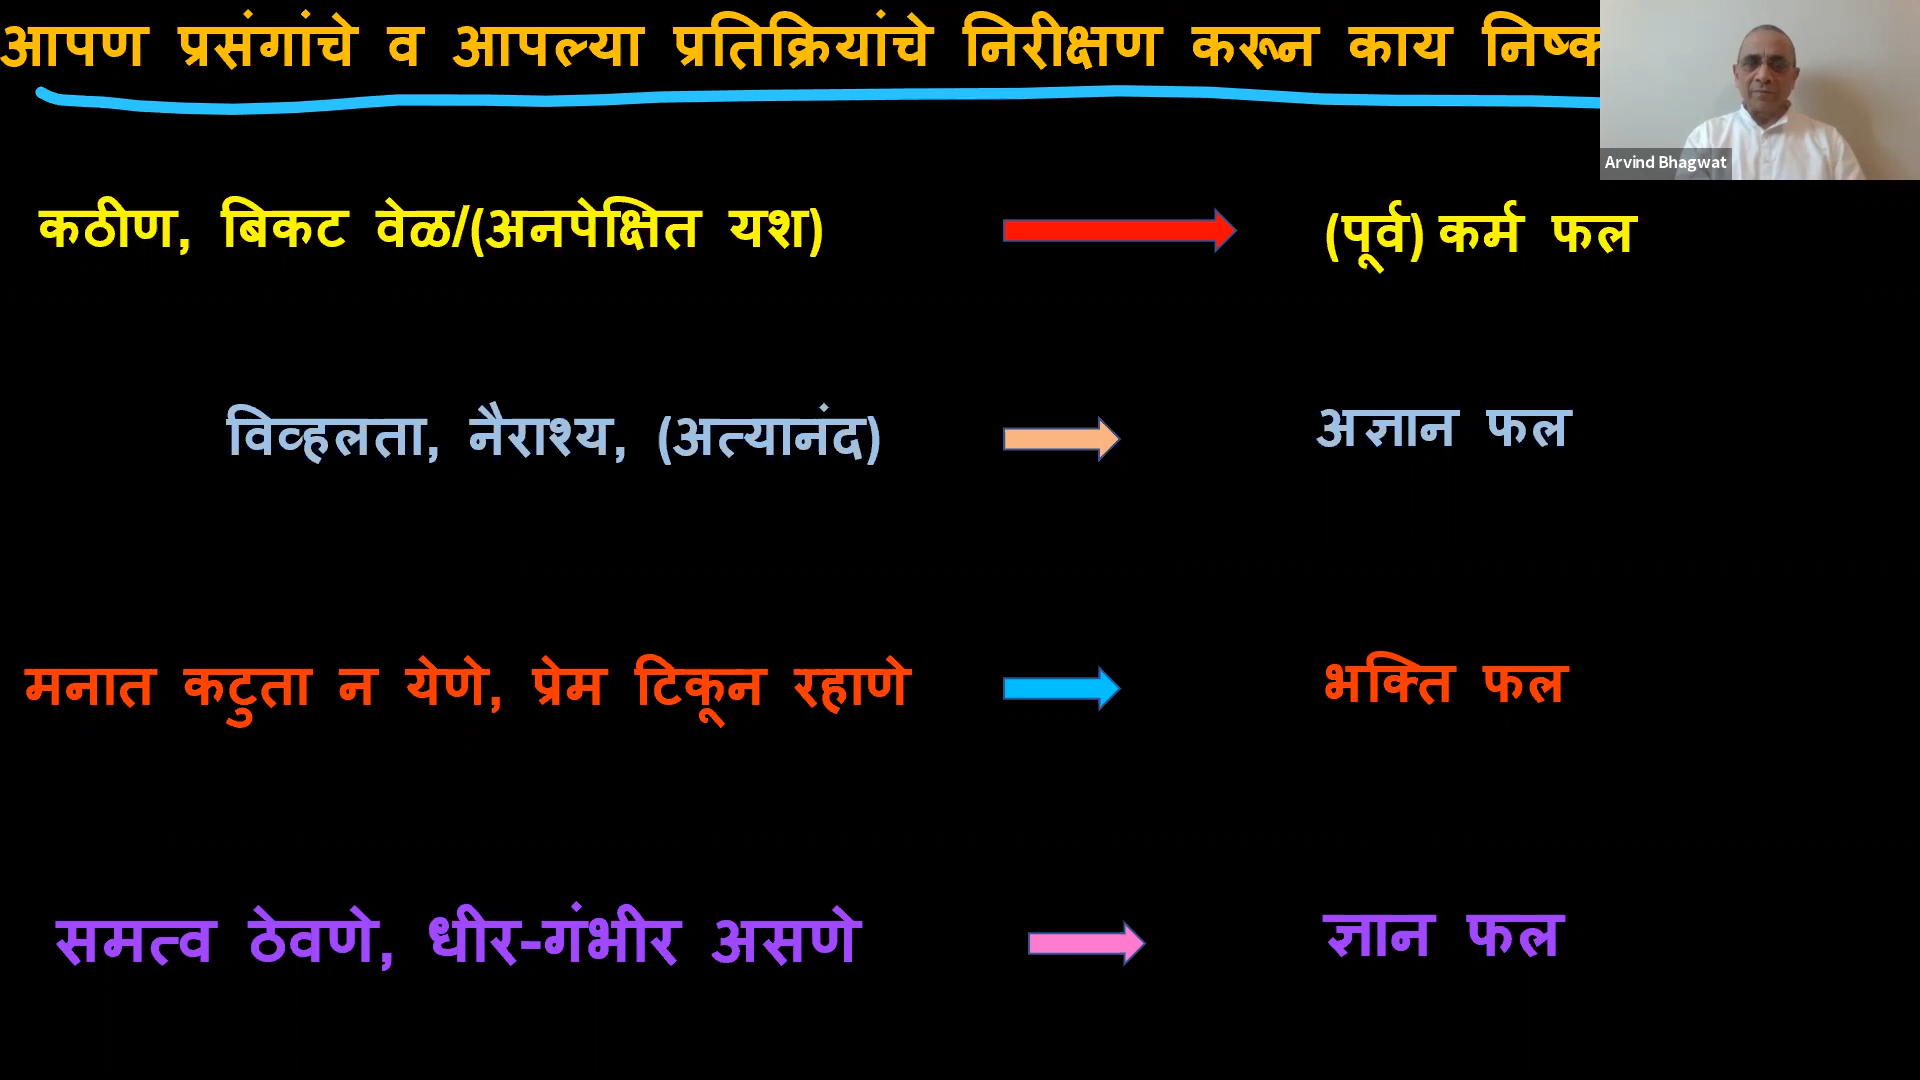 आपण प्रसंगांचे व आपल्या प्रतिक्रियांचे निरीक्षण करून काय
Arvind Bhagwat
कठीण, बिकट वेळ/(अनपेक्षित यश) (पूर्व) कर्म फल
विव्हलता, नैराश्य, (अत्यानंद) अज्ञान फल
मनात कटुता न येणे, प्रेम टिकून रहाणे भक्ति फल
समत्व ठेवणे, धीर-गंभीर असणे ज्ञान फल